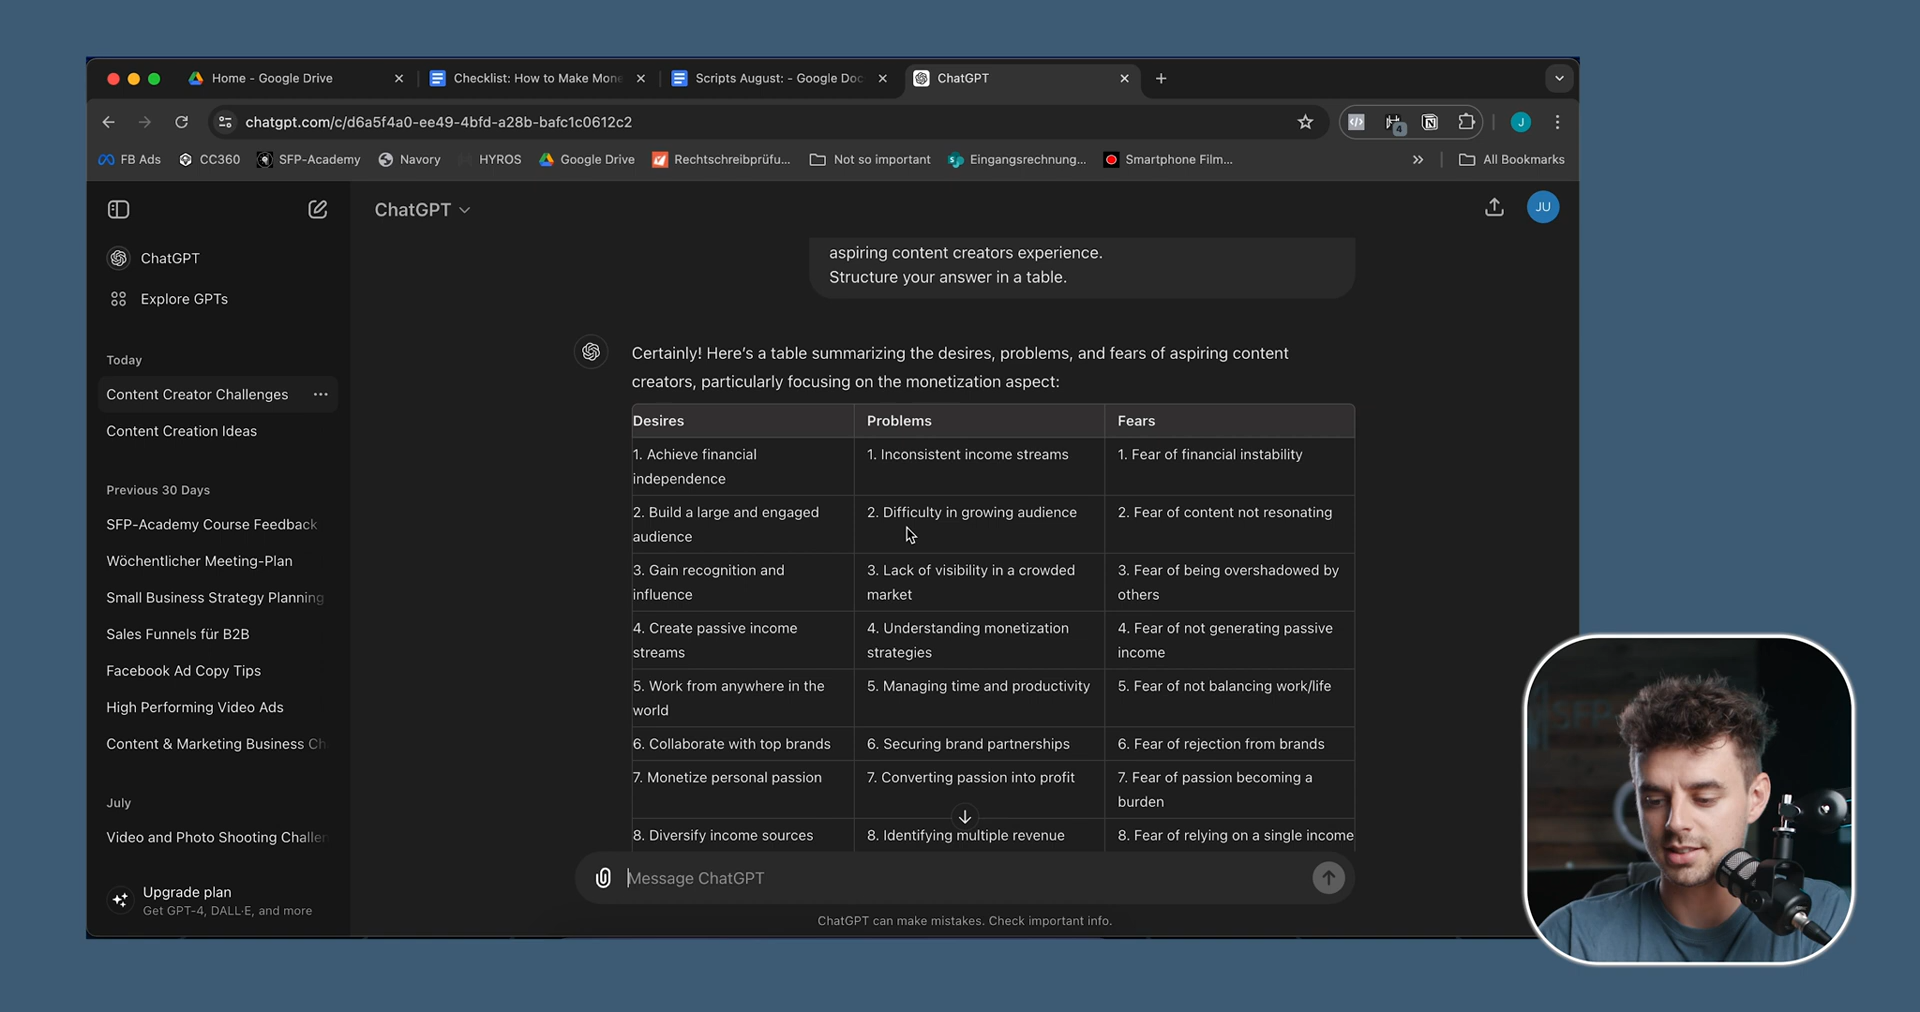 Home - Google Drive
Checklist: How to Make Mone
Scripts August: - Google Doc
ChatGPT
chatgpt.com/c/d6a5f4a0-ee49-4bfd-a28b-bafc1c0612c2
4
J
FB Ads
CC360
SFP-Academy
Navory
HYROS
Google Drive
Rechtschreibprüfu...
Not so important
Eingangsrechnung...
Smartphone Film...
All Bookmarks
ChatGPT
JU
ChatGPT
Explore GPTs
Today
Content Creator Challenges
Content Creation Ideas
Previous 30 Days
SFP-Academy Course Feedback
Wöchentlicher Meeting-Plan
Small Business Strategy Planning
Sales Funnels für B2B
Facebook Ad Copy Tips
High Performing Video Ads
Content & Marketing Business Ch
July
Video and Photo Shooting Challen
Upgrade plan
Get GPT-4, DALL·E, and more
aspiring content creators experience.
Structure your answer in a table.
Certainly! Here's a table summarizing the desires, problems, and fears of aspiring content
creators, particularly focusing on the monetization aspect:
Desires
Problems
Fears
1. Achieve financial
independence
1. Inconsistent income streams
1. Fear of financial instability
2. Build a large and engaged
audience
2. Difficulty in growing audience
2. Fear of content not resonating
3. Gain recognition and
influence
3. Lack of visibility in a crowded
market
3. Fear of being overshadowed by
others
4. Create passive income
streams
4. Understanding monetization
strategies
4. Fear of not generating passive
income
5. Work from anywhere in the
world
5. Managing time and productivity
5. Fear of not balancing work/life
6. Collaborate with top brands
6. Securing brand partnerships
6. Fear of rejection from brands
7. Monetize personal passion
7. Converting passion into profit
7. Fear of passion becoming a
burden
8. Diversify income sources
8. Identifying multiple revenue
8. Fear of relying on a single income
Message ChatGPT
ChatGPT can make mistakes. Check important info.